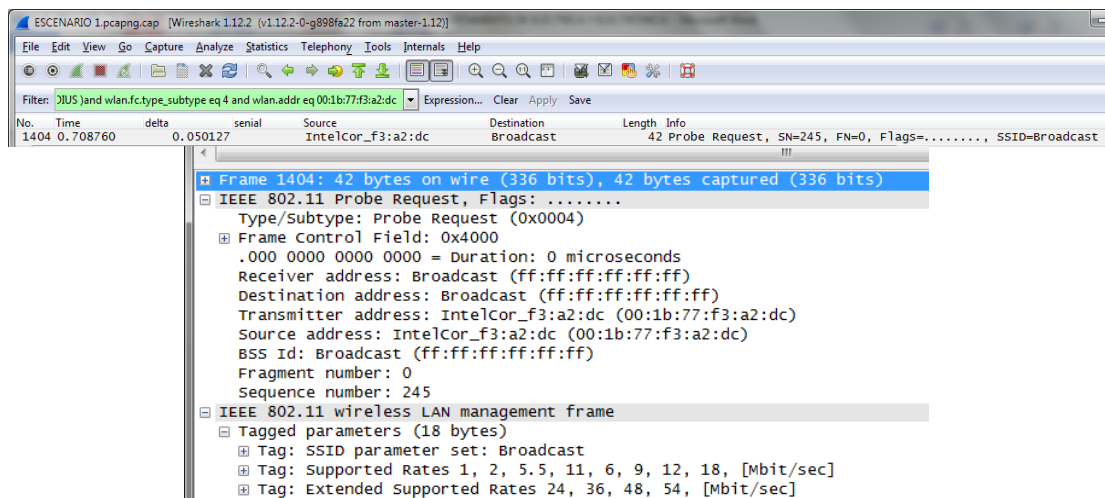 ESCENARIO 1.pcapng.cap [Wireshark 1.12.2 (v1.12.2-0-g898fa22 from master-1.12)]
File Edit View Go Capture Analyze Statistics Telephony Tools Internals Help
Filter: DIUS )and wlan.fc.type_subtype eq 4 and wlan.addr eq 00:1b:77:f3:a2:dc Expression... Clear Apply Save
No. Time delta senial Source Destination Length Info
1404 0.708760 0.050127 IntelCor_f3:a2:dc Broadcast 42 Probe Request, SN=245, FN=0, Flags=........, SSID=Broadcast
Frame 1404: 42 bytes on wire (336 bits), 42 bytes captured (336 bits)
IEEE 802.11 Probe Request, Flags: ........
Type/Subtype: Probe Request (0x0004)
Frame Control Field: 0x4000
.000 0000 0000 0000 = Duration: 0 microseconds
Receiver address: Broadcast (ff:ff:ff:ff:ff:ff)
Destination address: Broadcast (ff:ff:ff:ff:ff:ff)
Transmitter address: IntelCor_f3:a2:dc (00:1b:77:f3:a2:dc)
Source address: IntelCor_f3:a2:dc (00:1b:77:f3:a2:dc)
BSS Id: Broadcast (ff:ff:ff:ff:ff:ff)
Fragment number: 0
Sequence number: 245
IEEE 802.11 wireless LAN management frame
Tagged parameters (18 bytes)
Tag: SSID parameter set: Broadcast
Tag: Supported Rates 1, 2, 5.5, 11, 6, 9, 12, 18, [Mbit/sec]
Tag: Extended Supported Rates 24, 36, 48, 54, [Mbit/sec]